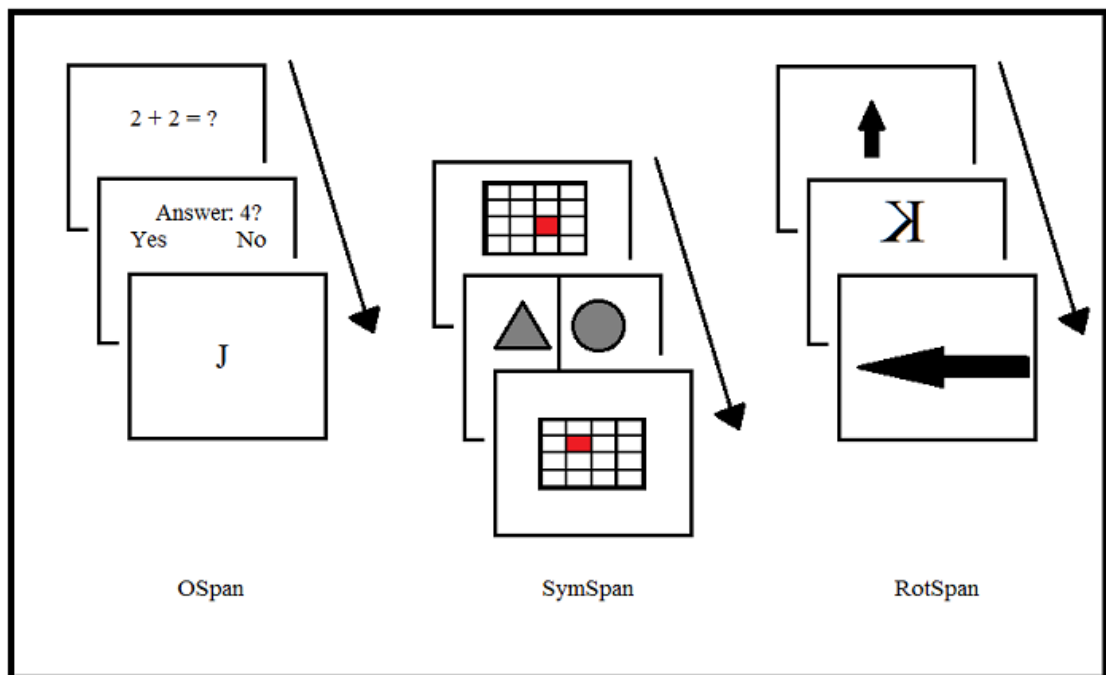 2 + 2 = ?
Answer: 4?
Yes No
J
K
OSpan
SymSpan
RotSpan